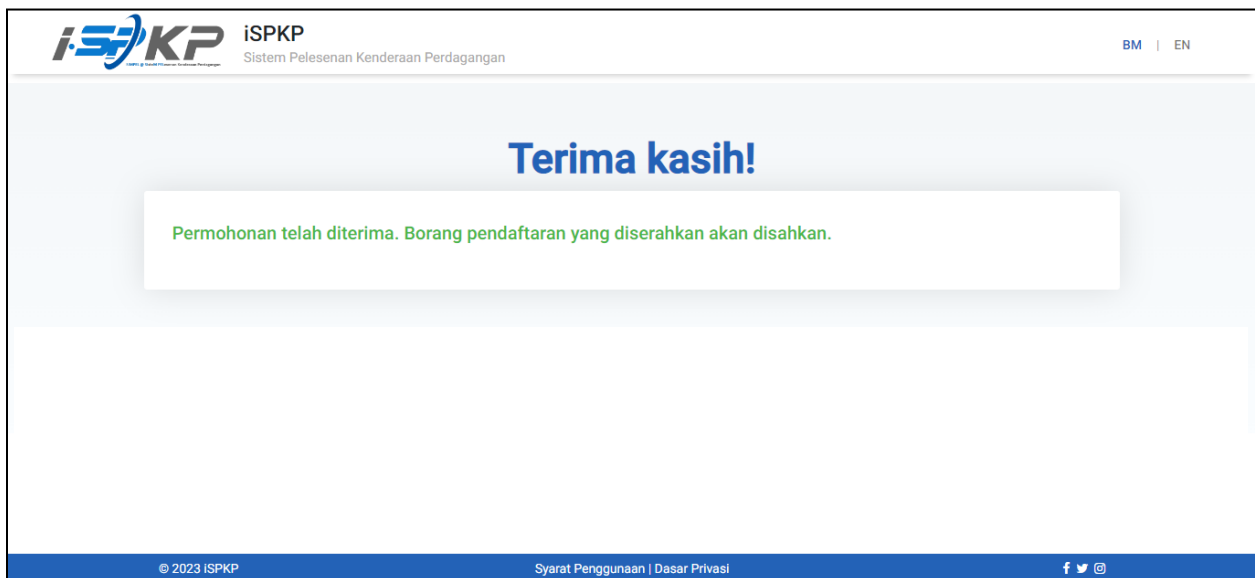 i.SPKP
iSPKP
Sistem Pelesenan Kenderaan Perdagangan
BM | EN
Terima kasih!
Permohonan telah diterima. Borang pendaftaran yang diserahkan akan disahkan.
© 2023 iSPKP
Syarat Penggunaan | Dasar Privasi